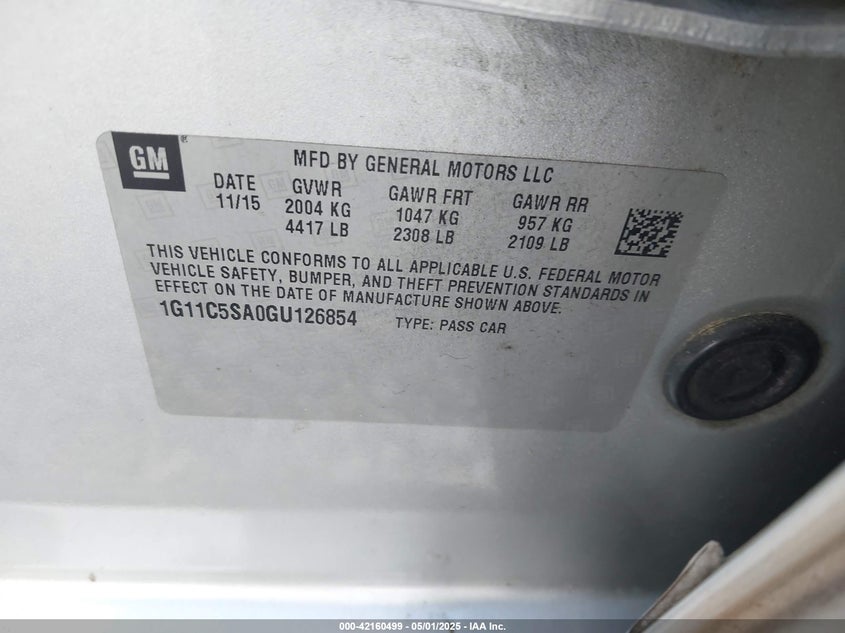 GM
MFD BY GENERAL MOTORS LLC
DATE GVWR GAWR FRT GAWR RR
11/15 2004 KG 1047 KG 957 KG
4417 LB 2308 LB 2109 LB
THIS VEHICLE CONFORMS TO ALL APPLICABLE U.S. FEDERAL MOTOR
VEHICLE SAFETY, BUMPER, AND THEFT PREVENTION STANDARDS IN
EFFECT ON THE DATE OF MANUFACTURE SHOWN ABOVE.
1G11C5SA0GU126854 TYPE: PASS CAR
000-42160499 - 05/01/2025 - IAA Inc.